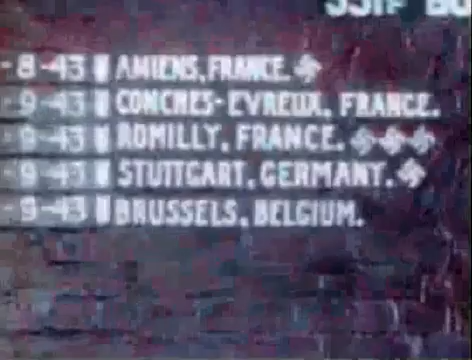 -8-43 AMIENS, FRANCE.
-9-43 CONCHES-EVREUX, FRANCE.
-9-43 ROMILLY, FRANCE.
-9-43 STUTTGART, GERMANY.
-9-43 BRUSSELS, BELGIUM.